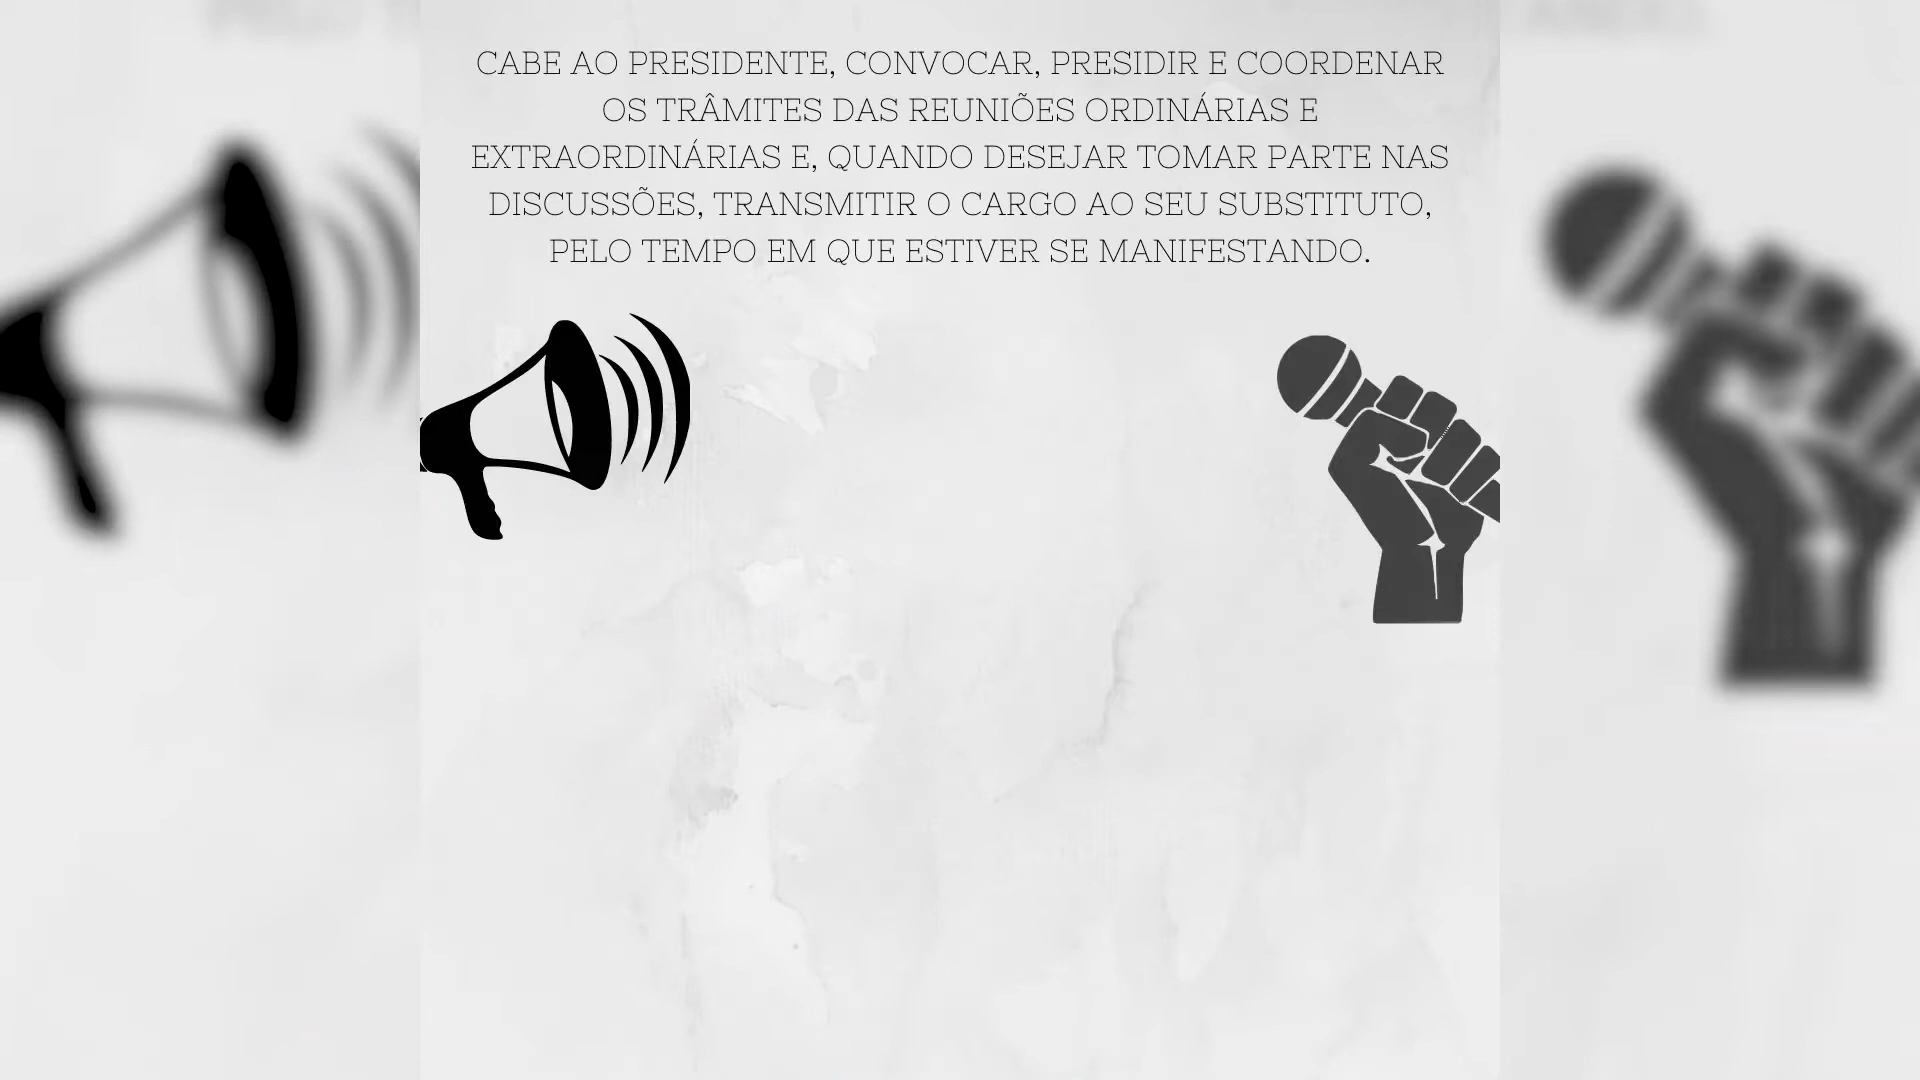 CABE AO PRESIDENTE, CONVOCAR, PRESIDIR E COORDENAR
OS TRÂMITES DAS REUNIÕES ORDINÁRIAS E
EXTRAORDINÁRIAS E, QUANDO DESEJAR TOMAR PARTE NAS
DISCUSSÕES, TRANSMITIR O CARGO AO SEU SUBSTITUTO,
PELO TEMPO EM QUE ESTIVER SE MANIFESTANDO.